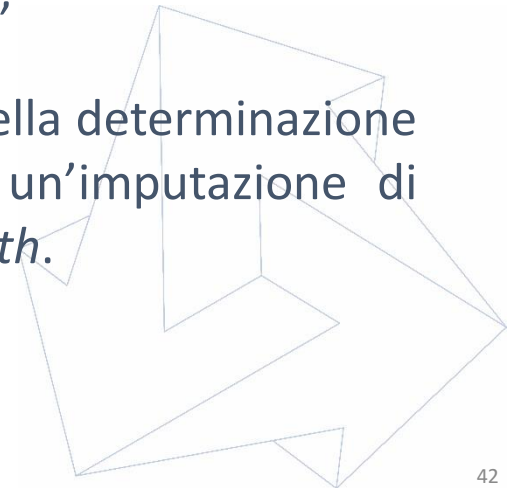 ’
ella determinazione
un’imputazione di
th.
42